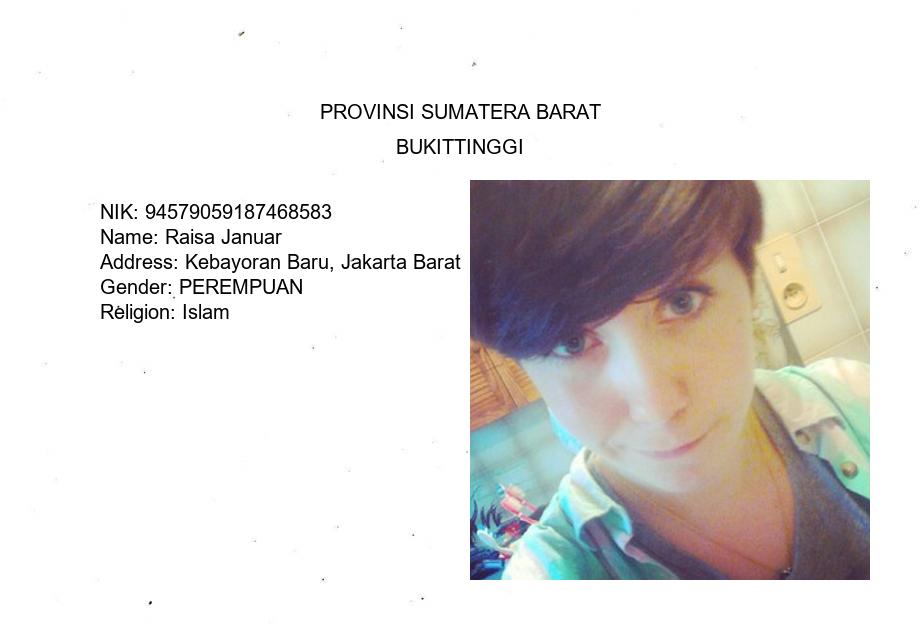 PROVINSI SUMATERA BARAT
BUKITTINGGI
NIK: 94579059187468583
Name: Raisa Januar
Address: Kebayoran Baru, Jakarta Barat
Gender: PEREMPUAN
Religion: Islam